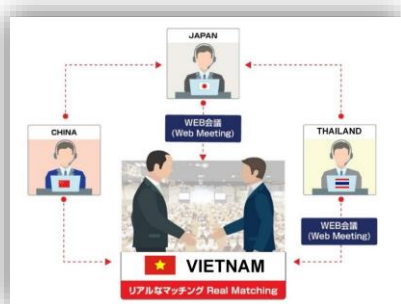 JAPAN
WEB会議
(Web Meeting)
CHINA
THAILAND
WEB会議
(Web Meeting)
VIETNAM
リアルなマッチング Real Matching